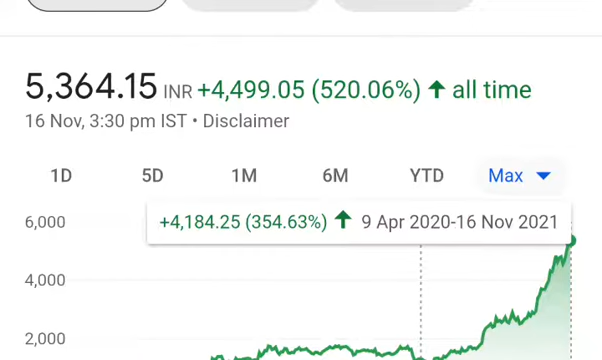 5,364.15 INR +4,499.05 (520.06%) ↑ all time
16 Nov, 3:30 pm IST • Disclaimer
1D 5D 1M 6M YTD Max
+4,184.25 (354.63%) ↑ 9 Apr 2020-16 Nov 2021
6,000
4,000
2,000